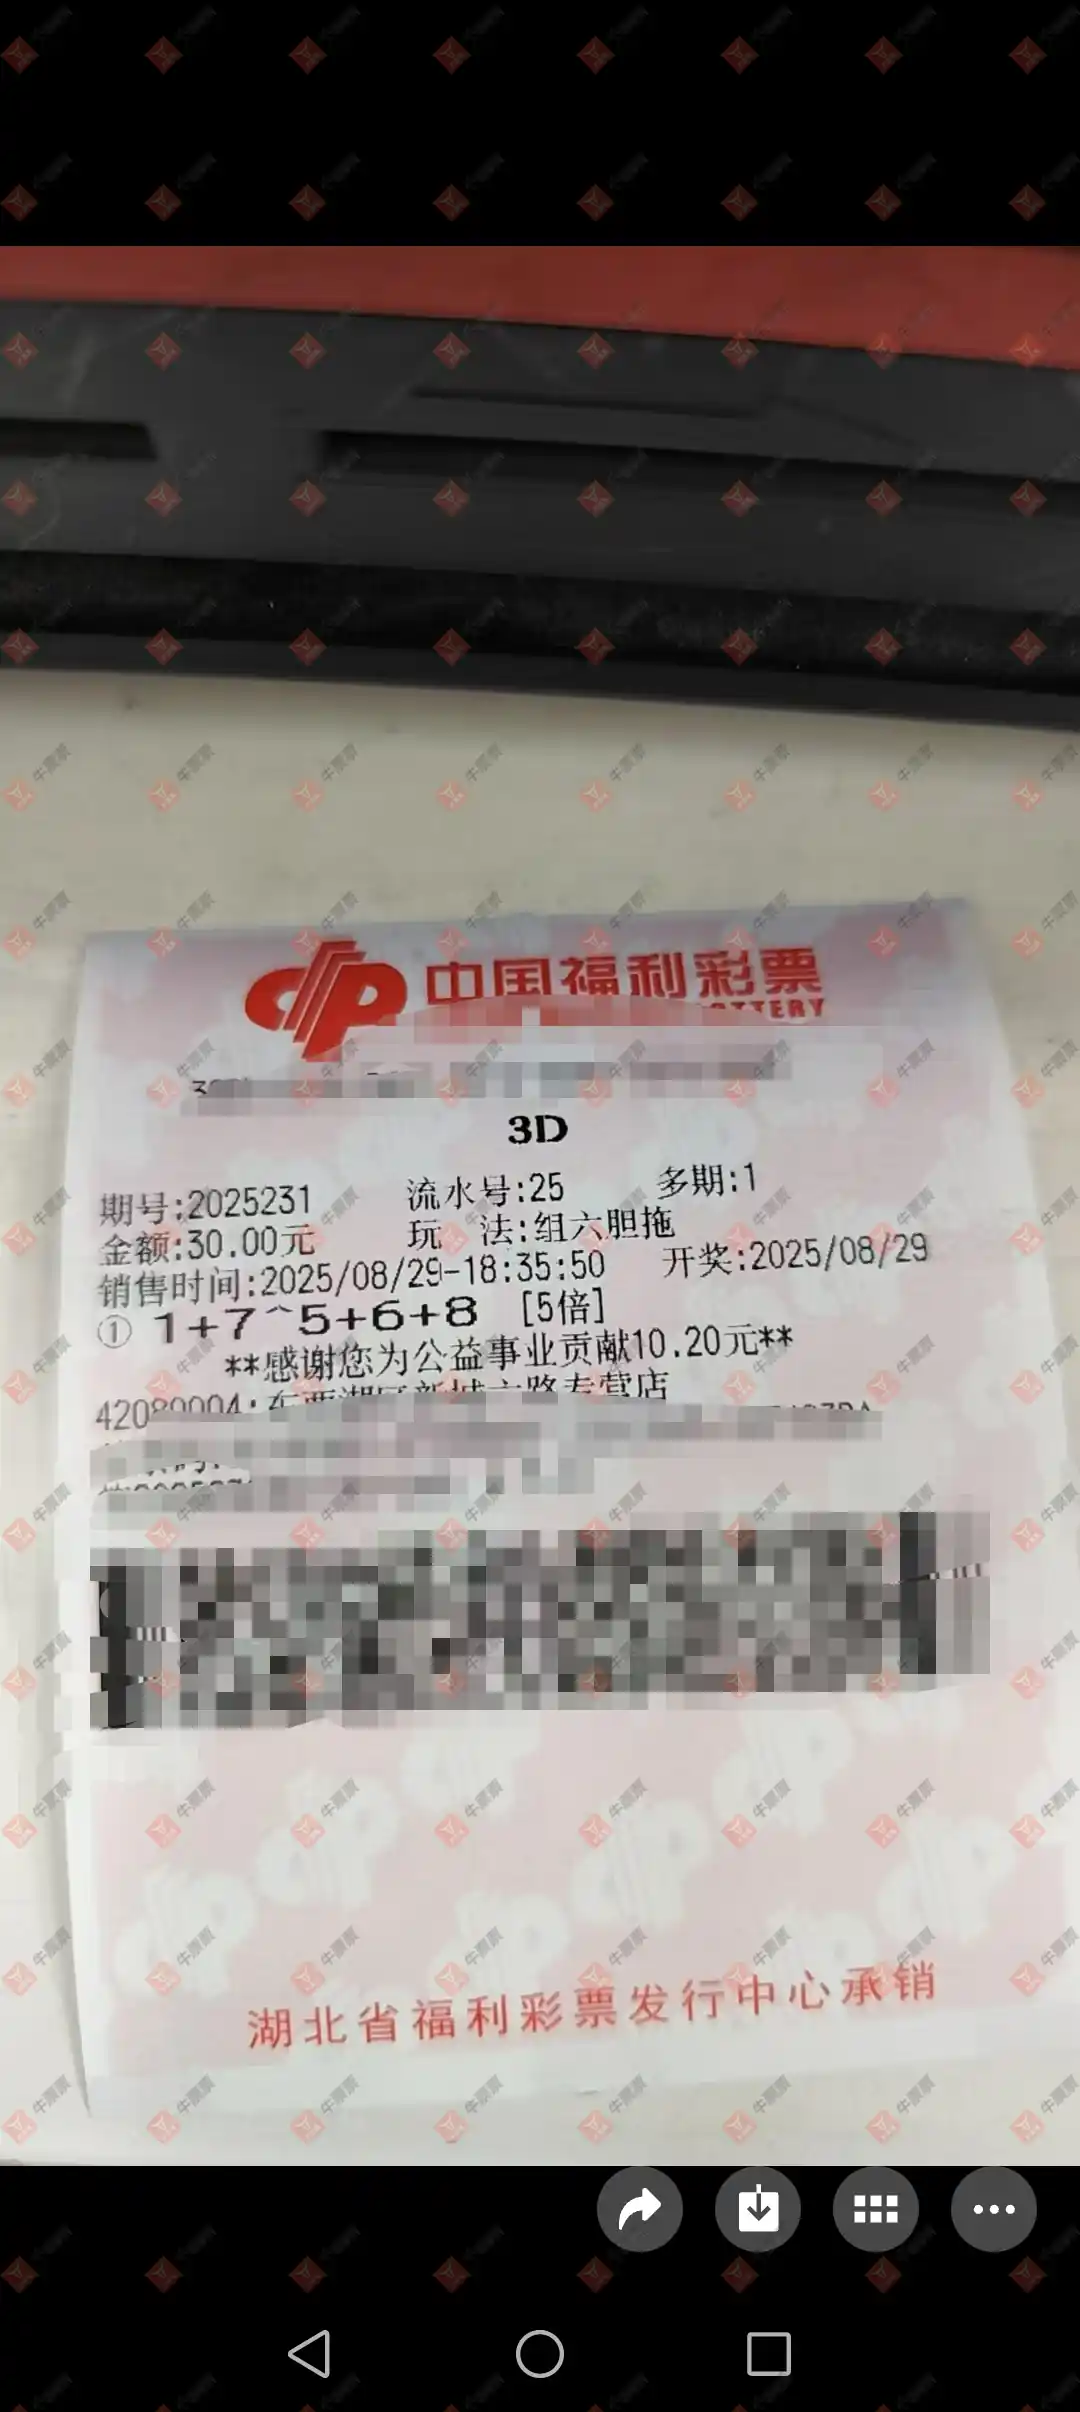 中国福利彩票
3D
期号:2025231 流水号:25 多期:1
金额:30.00元 玩 法:组六胆拖
销售时间:2025/08/29-18:35:50 开奖:2025/08/29
① 1+7^5+6+8 [5倍]
**感谢您为公益事业贡献10.20元**
湖北省福利彩票发行中心承销
牛票票